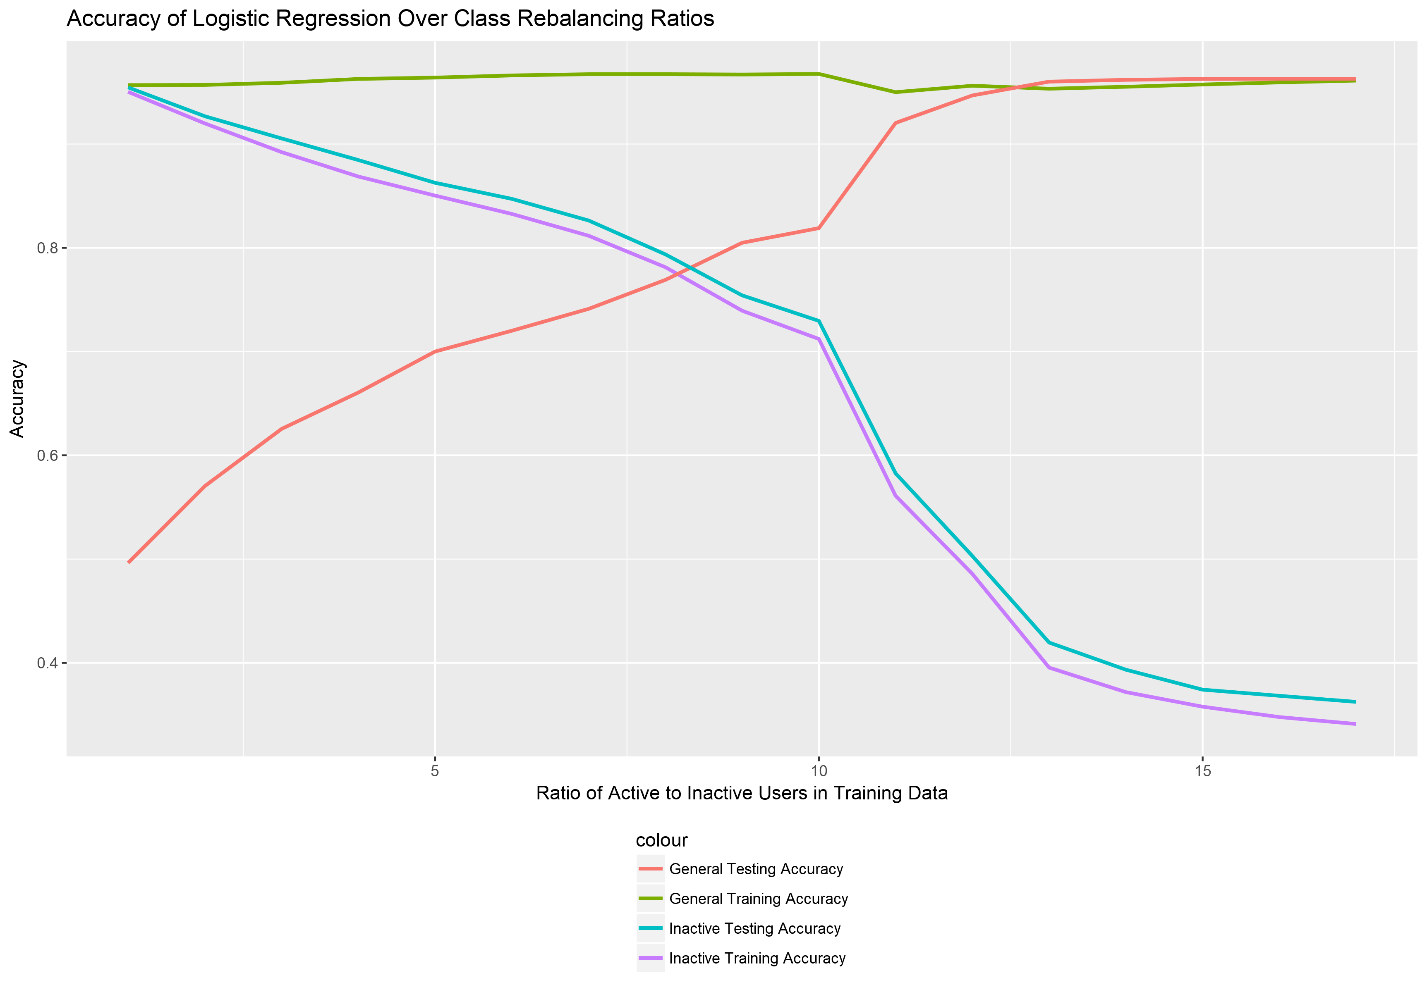 Accuracy of Logistic Regression Over Class Rebalancing Ratios
Accuracy
0.8
0.6
0.4
5 10 15
Ratio of Active to Inactive Users in Training Data
colour
General Testing Accuracy
General Training Accuracy
Inactive Testing Accuracy
Inactive Training Accuracy